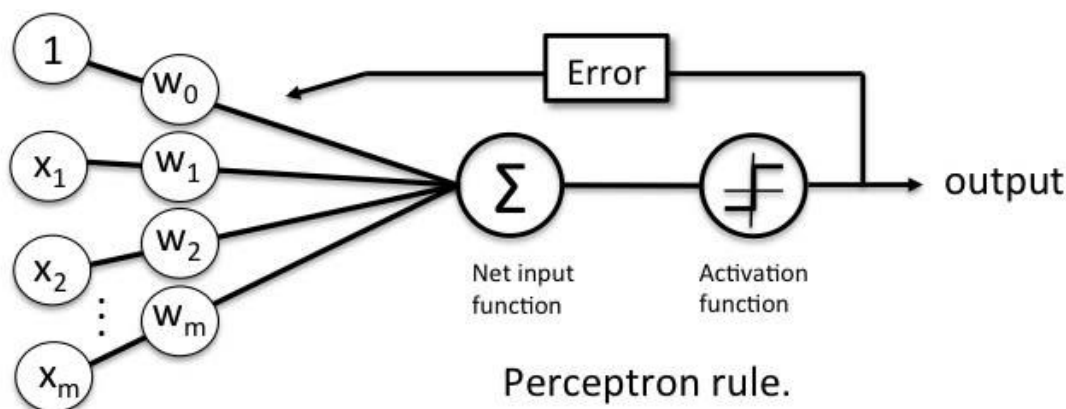 1
w0
Error
x1
w1
Σ
output
x2
w2
⋮
wm
xm
Net input
function
Activation
function
Perceptron rule.